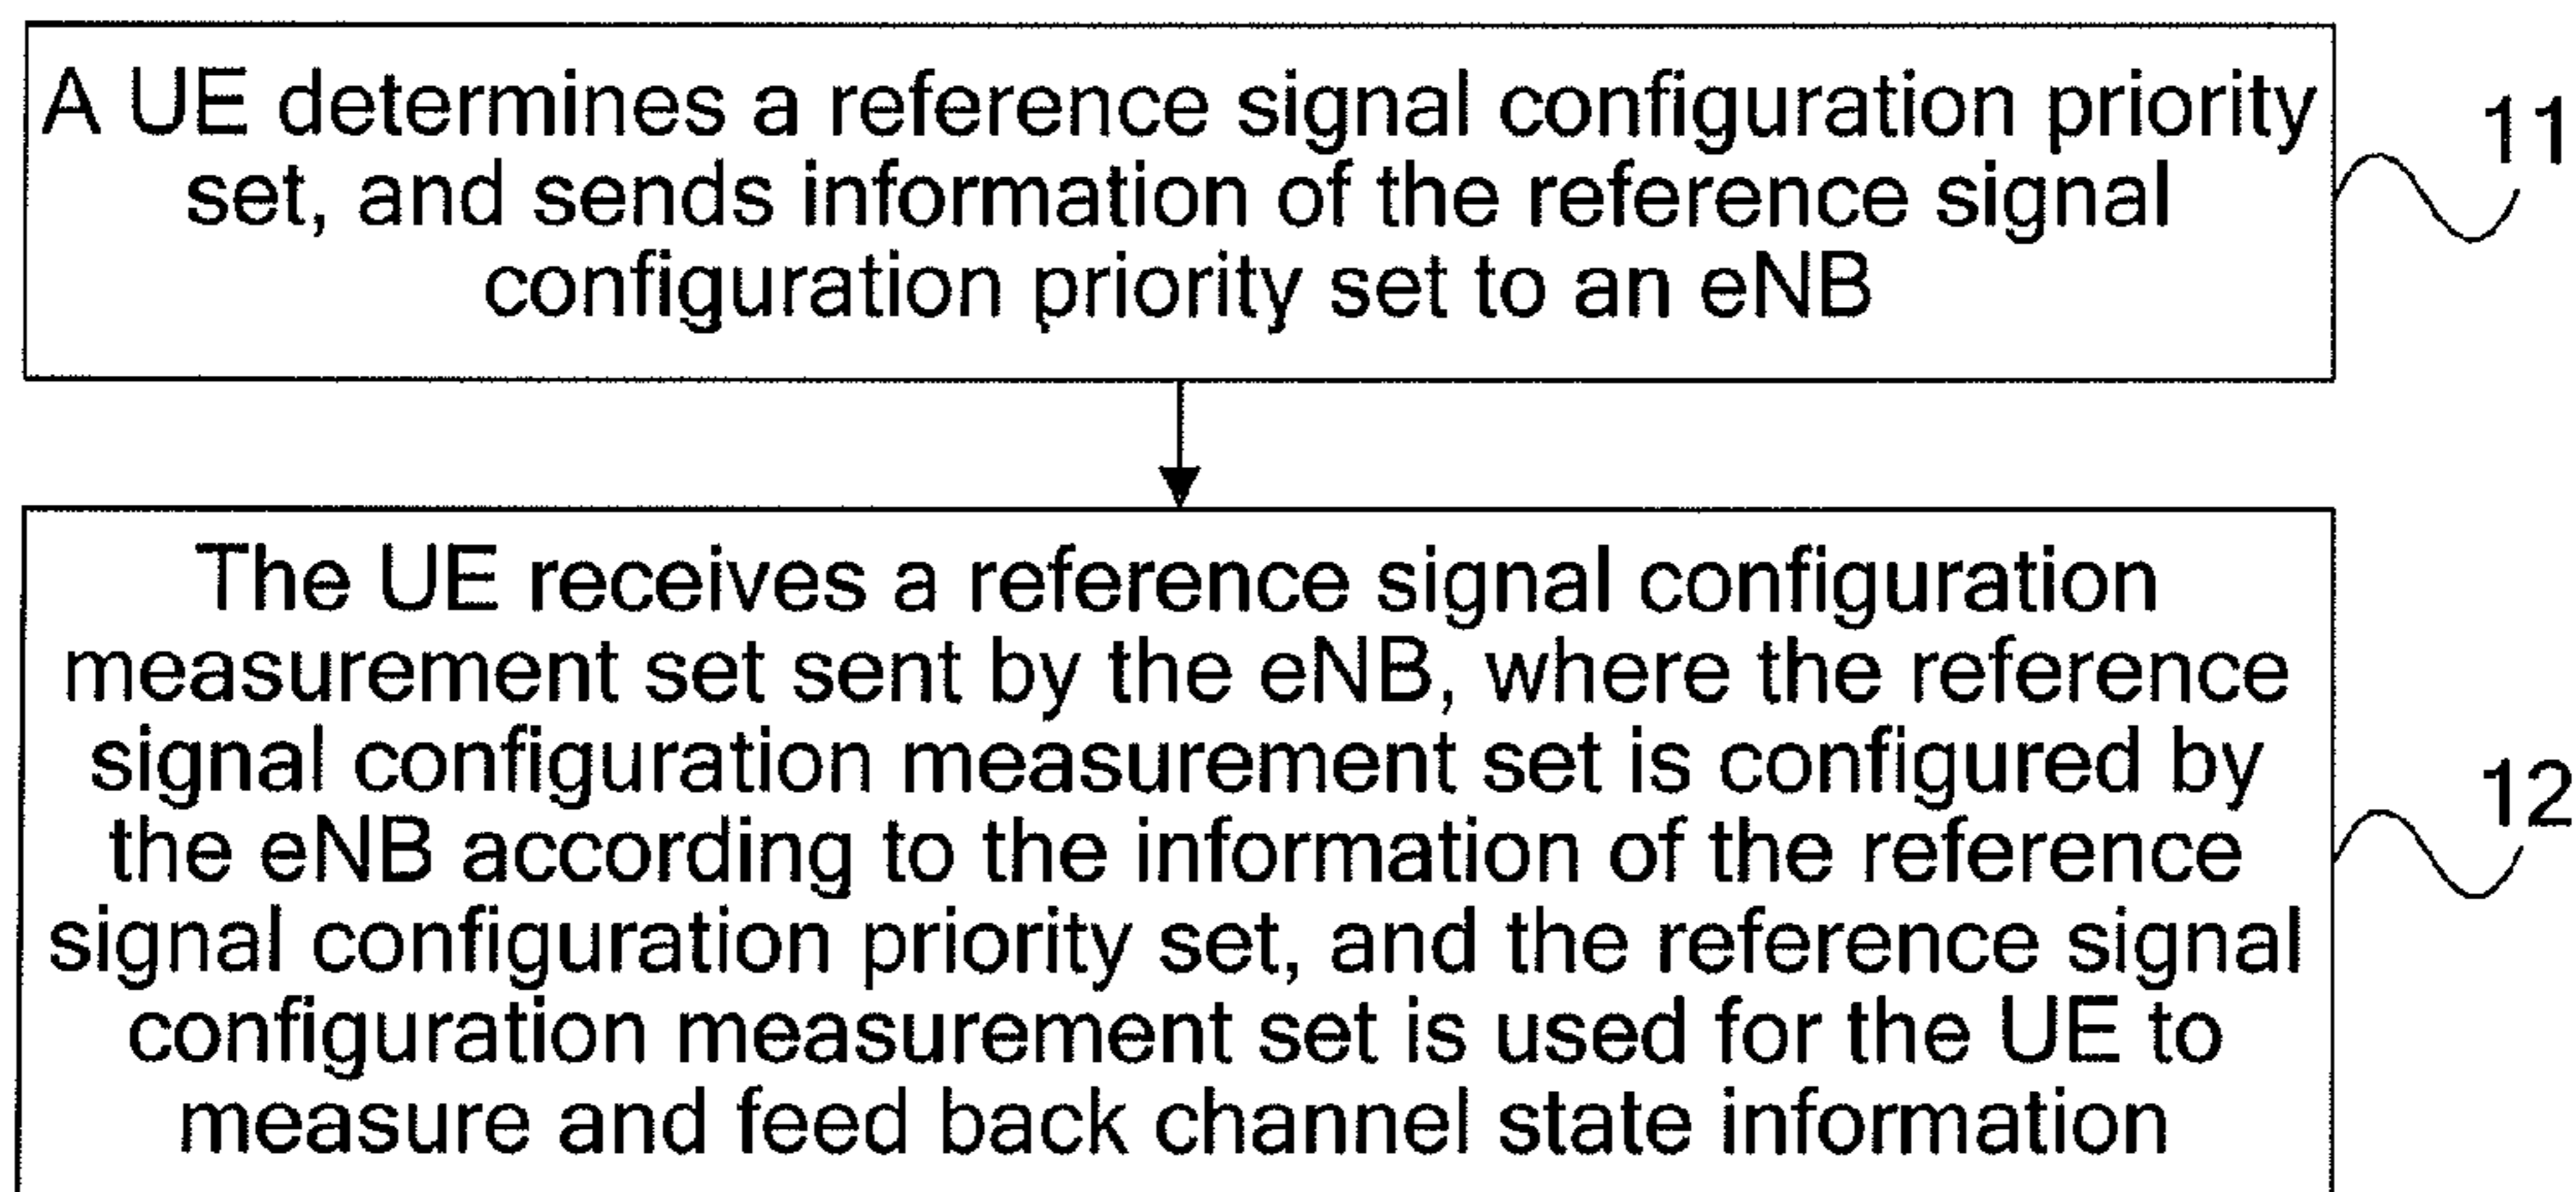 A UE determines a reference signal configuration priority
set, and sends information of the reference signal
configuration priority set to an eNB
11
The UE receives a reference signal configuration
measurement set sent by the eNB, where the reference
signal configuration measurement set is configured by
the eNB according to the information of the reference
signal configuration priority set, and the reference signal
configuration measurement set is used for the UE to
measure and feed back channel state information
12